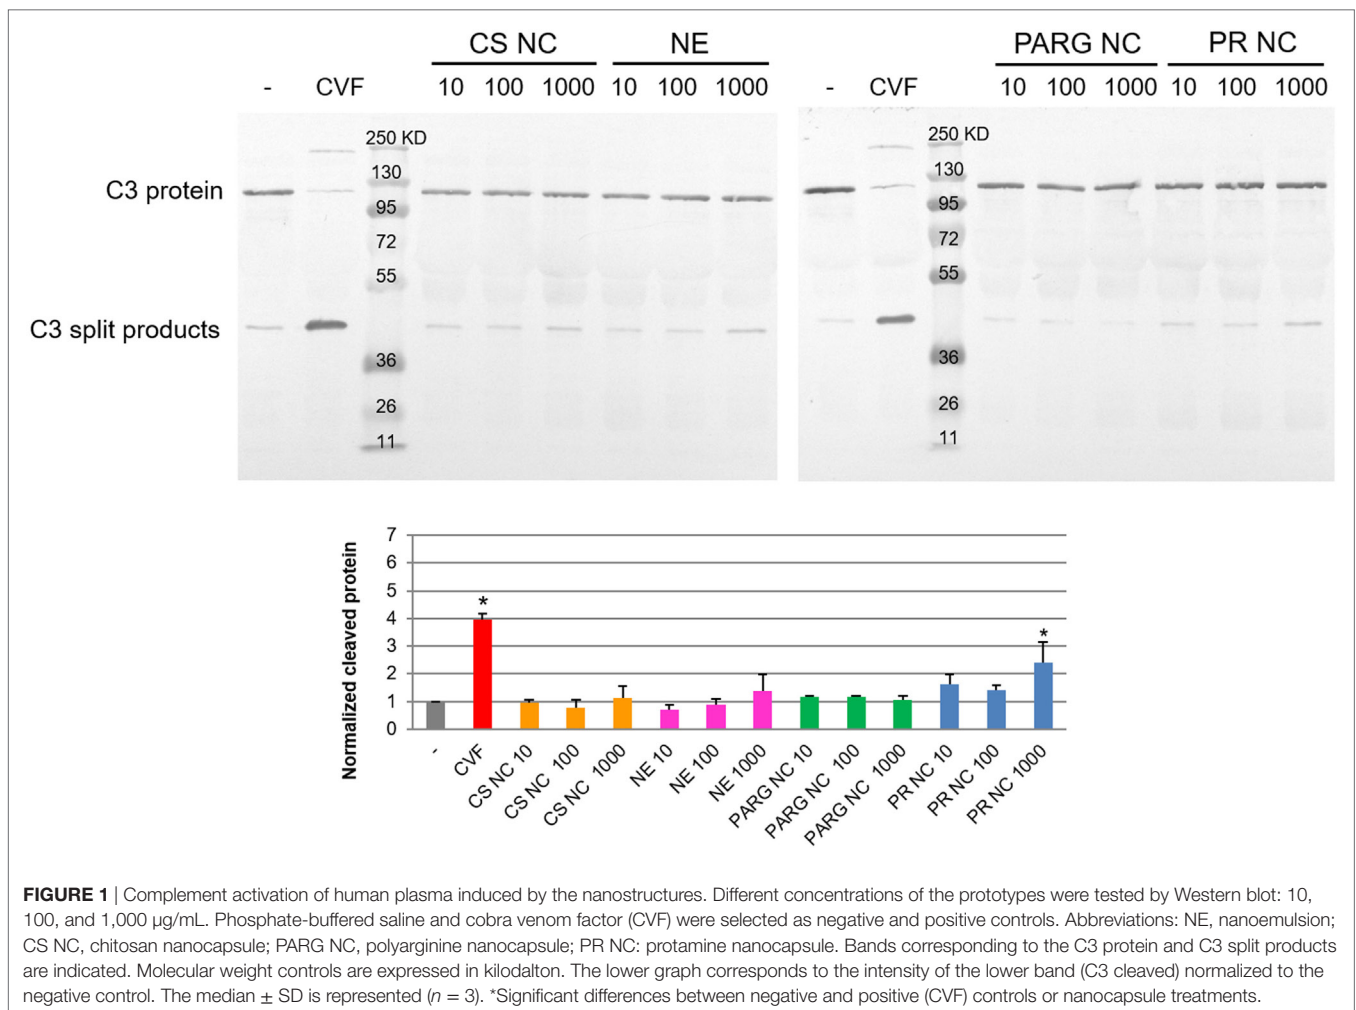 CS NC NE PARG NC PR NC
- CVF 10 100 1000 10 100 1000 - CVF 10 100 1000 10 100 1000
250 KD 250 KD
130 130
C3 protein
95 95
72 72
55 55
C3 split products
36 36
26 26
11 11
Normalized cleaved protein
7
6
5
4
3
2
1
0
* *
- CVF CS NC 10 CS NC 100 CS NC 1000 NE 10 NE 100 NE 1000 PARG NC 10 PARG NC 100 PARG NC 1000 PR NC 10 PR NC 100 PR NC 1000
FIGURE 1 | Complement activation of human plasma induced by the nanostructures. Different concentrations of the prototypes were tested by Western blot: 10,
100, and 1,000 µg/mL. Phosphate-buffered saline and cobra venom factor (CVF) were selected as negative and positive controls. Abbreviations: NE, nanoemulsion;
CS NC, chitosan nanocapsule; PARG NC, polyarginine nanocapsule; PR NC: protamine nanocapsule. Bands corresponding to the C3 protein and C3 split products
are indicated. Molecular weight controls are expressed in kilodalton. The lower graph corresponds to the intensity of the lower band (C3 cleaved) normalized to the
negative control. The median ± SD is represented (n = 3). *Significant differences between negative and positive (CVF) controls or nanocapsule treatments.